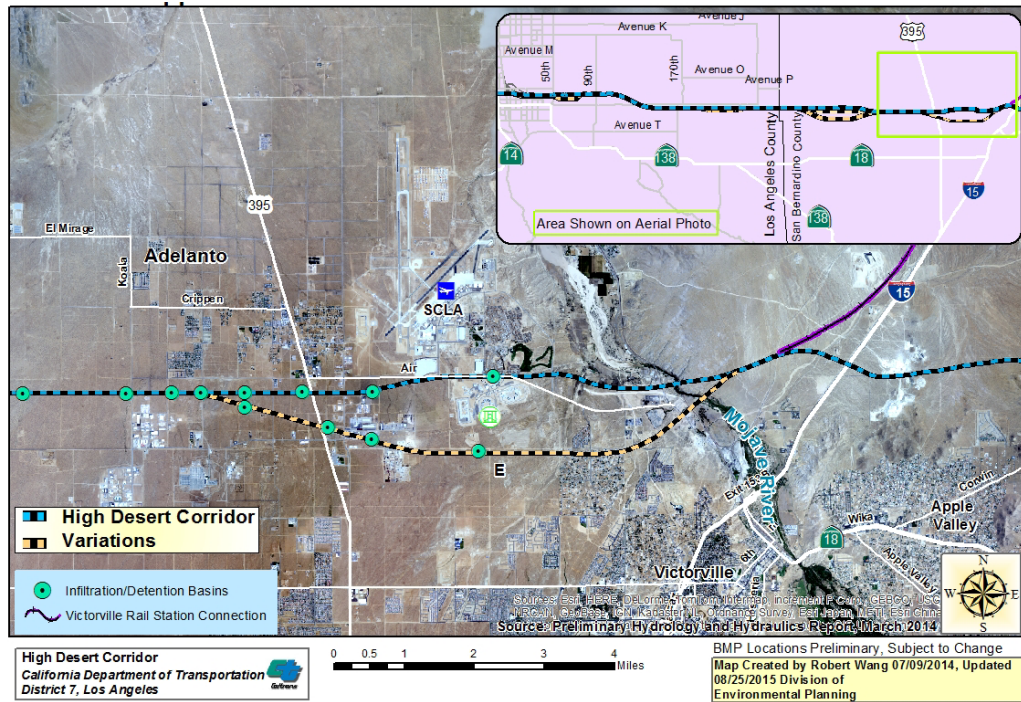 Avenue J
Avenue K
Avenue M
50th
90th
170th
Avenue O
Avenue P
Avenue T
395
14
138
18
15
138
Los Angeles County
San Bernardino County
Area Shown on Aerial Photo
395
El Mirage
Koala
Adelanto
Crippen
SCLA
Air
15
E
Mojave River
Corwin
Apple
Valley
Wika
18
Apple Valley
6th
Victorville
High Desert Corridor
Variations
Infiltration/Detention Basins
Victorville Rail Station Connection
N
W
E
S
Source: Preliminary Hydrology and Hydraulics Report, March 2014
BMP Locations Preliminary, Subject to Change
High Desert Corridor
California Department of Transportation
District 7, Los Angeles
Caltrans
0 0.5 1 2 3 4
Miles
Map Created by Robert Wang 07/09/2014, Updated
08/25/2015 Division of
Environmental Planning